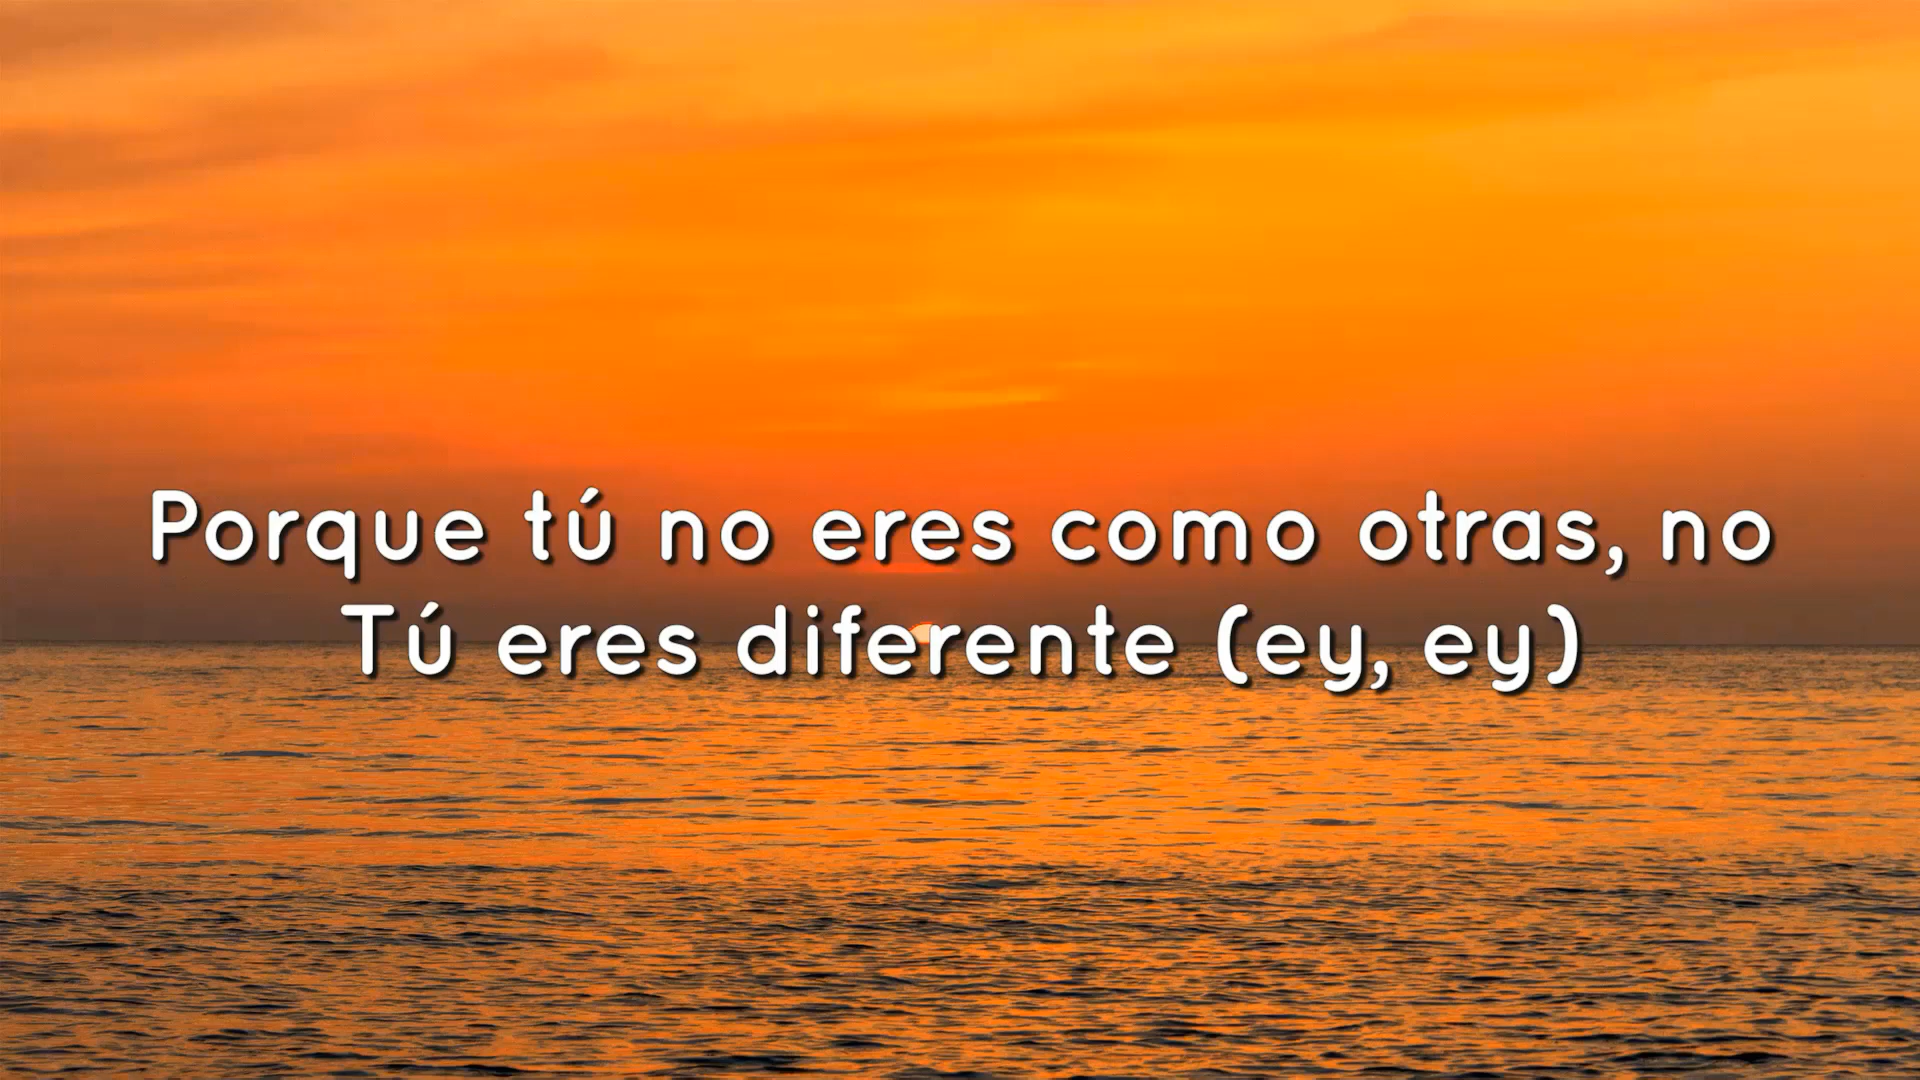 Porque tú no eres como otras, no
Tú eres diferente (ey, ey)